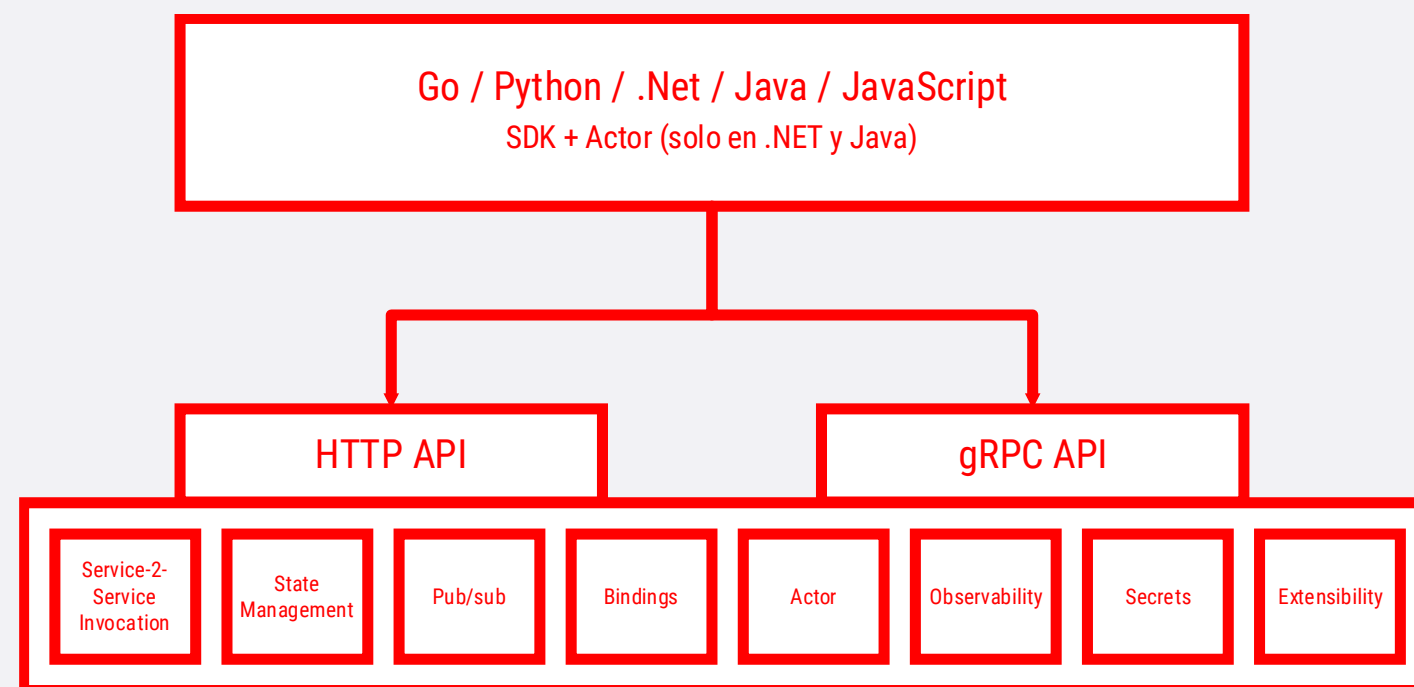 Go / Python / .Net / Java / JavaScript
SDK + Actor (solo en .NET y Java)
HTTP API
gRPC API
Service-2-
Service
Invocation
State
Management
Pub/sub
Bindings
Actor
Observability
Secrets
Extensibility